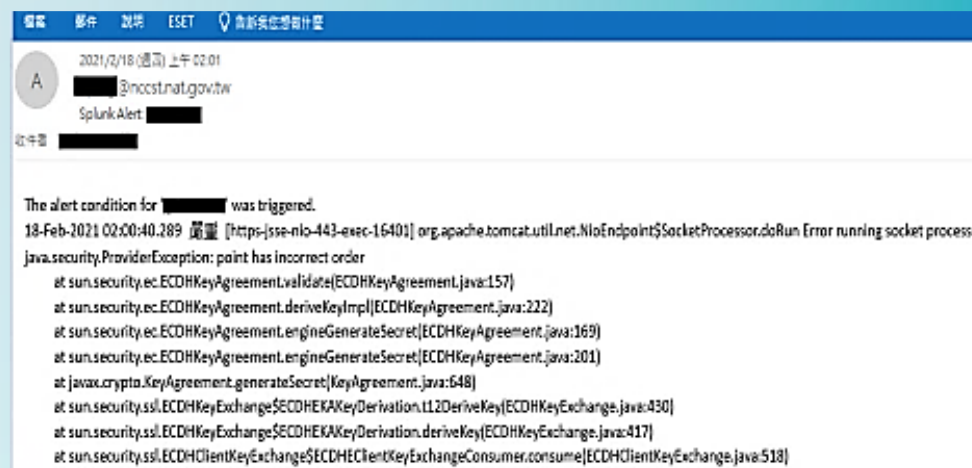 檔案 郵件 說明 ESET 告訴我您想做什麼
2021/2/18 (週四) 上午 02:01
A
@nccst.nat.gov.tw
Splunk Alert:
收件者
The alert condition for ' ' was triggered.
18-Feb-2021 02:00:40.289 嚴重 [https-jsse-nio-443-exec-16401] org.apache.tomcat.util.net.NioEndpoint$SocketProcessor.doRun Error running socket process
java.security.ProviderException: point has incorrect order
at sun.security.ec.ECDHKeyAgreement.validate(ECDHKeyAgreement.java:157)
at sun.security.ec.ECDHKeyAgreement.deriveKeyImpl(ECDHKeyAgreement.java:222)
at sun.security.ec.ECDHKeyAgreement.engineGenerateSecret(ECDHKeyAgreement.java:169)
at sun.security.ec.ECDHKeyAgreement.engineGenerateSecret(ECDHKeyAgreement.java:201)
at javax.crypto.KeyAgreement.generateSecret(KeyAgreement.java:648)
at sun.security.ssl.ECDHKeyExchange$ECDHEKAKeyDerivation.t12DeriveKey(ECDHKeyExchange.java:430)
at sun.security.ssl.ECDHKeyExchange$ECDHEKAKeyDerivation.deriveKey(ECDHKeyExchange.java:417)
at sun.security.ssl.ECDHClientKeyExchange$ECDHEClientKeyExchangeConsumer.consume(ECDHClientKeyExchange.java:518)